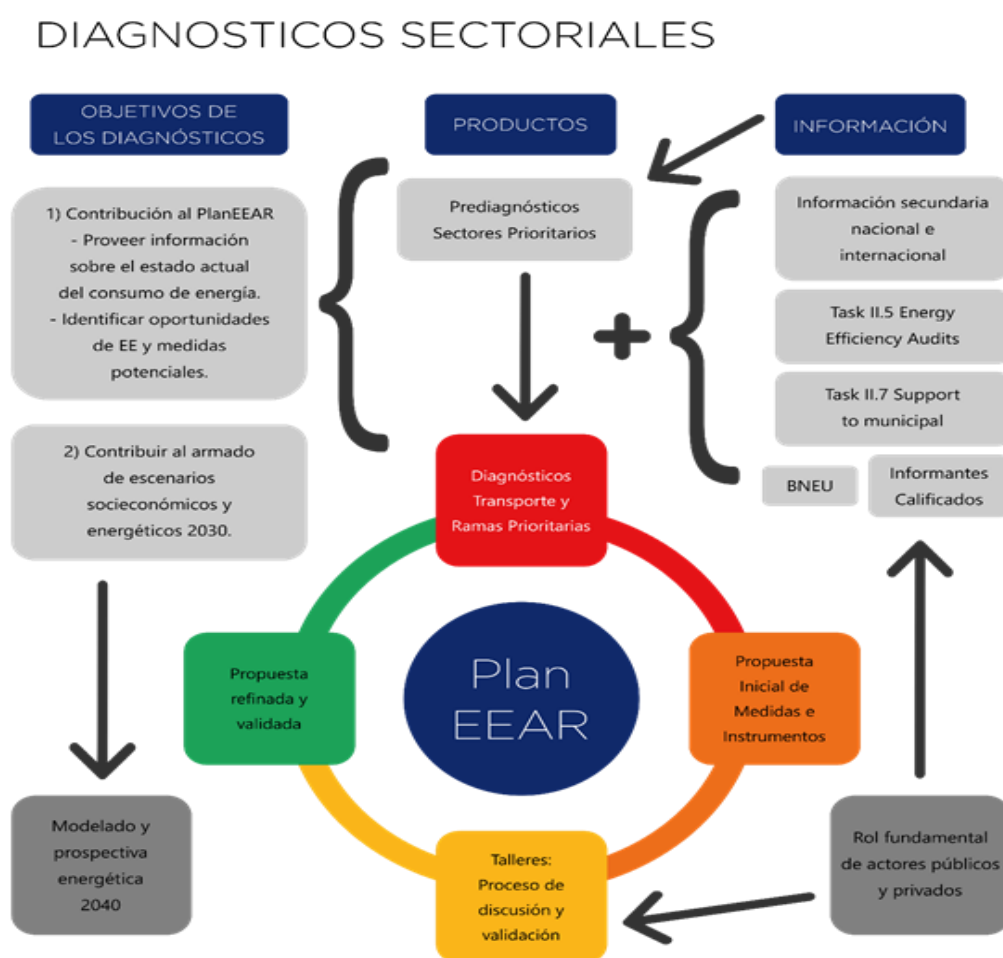 DIAGNOSTICOS SECTORIALES
OBJETIVOS DE
LOS DIAGNÓSTICOS
1) Contribución al PlanEEAR
- Proveer información
sobre el estado actual
del consumo de energía.
- Identificar oportunidades
de EE y medidas
potenciales.
2) Contribuir al armado
de escenarios
socioeconómicos y
energéticos 2030.
Modelado y
prospectiva
energética
2040
PRODUCTOS
Prediagnósticos
Sectores Prioritarios
+
Diagnósticos
Transporte y
Ramas Prioritarias
Propuesta
Inicial de
Medidas e
Instrumentos
Talleres:
Proceso de
discusión y
validación
Propuesta
refinada y
validada
Plan
EEAR
INFORMACIÓN
Información secundaria
nacional e
internacional
Task II.5 Energy
Efficiency Audits
Task II.7 Support
to municipal
BNEU
Informantes
Calificados
Rol fundamental
de actores públicos
y privados